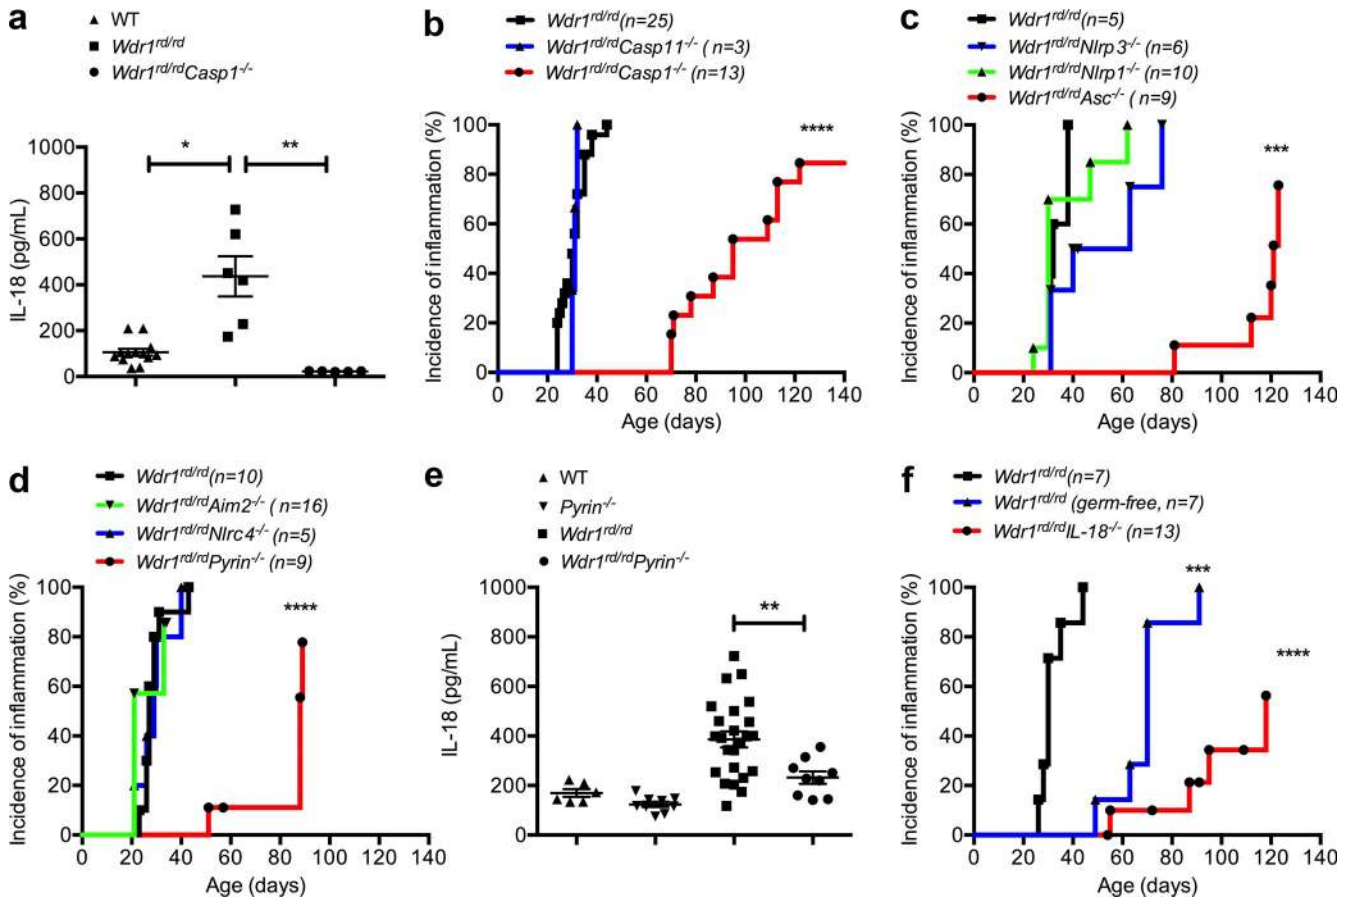 a
▲ WT
■ Wdr1rd/rd
● Wdr1rd/rdCasp1-/-
*
**
1000
800
600
400
200
0
IL-18 (pg/mL)
b
Wdr1rd/rd(n=25)
Wdr1rd/rdCasp11-/- ( n=3)
Wdr1rd/rdCasp1-/- (n=13)
****
100
80
60
40
20
0
Incidence of inflammation (%)
0 20 40 60 80 100 120 140
Age (days)
c
Wdr1rd/rd(n=5)
Wdr1rd/rdNlrp3-/- (n=6)
Wdr1rd/rdNlrp1-/- (n=10)
Wdr1rd/rdAsc-/- ( n=9)
***
100
80
60
40
20
0
Incidence of inflammation (%)
0 20 40 60 80 100 120 140
Age (days)
d
Wdr1rd/rd(n=10)
Wdr1rd/rdAim2-/- ( n=16)
Wdr1rd/rdNlrc4-/- (n=5)
Wdr1rd/rdPyrin-/- (n=9)
****
100
80
60
40
20
0
Incidence of inflammation (%)
0 20 40 60 80 100 120 140
Age (days)
e
▲ WT
▼ Pyrin-/-
■ Wdr1rd/rd
● Wdr1rd/rdPyrin-/-
**
1000
800
600
400
200
0
IL-18 (pg/mL)
f
Wdr1rd/rd(n=7)
Wdr1rd/rd (germ-free, n=7)
Wdr1rd/rdIL-18-/- (n=13)
***
****
100
80
60
40
20
0
Incidence of inflammation (%)
0 20 40 60 80 100 120 140
Age (days)